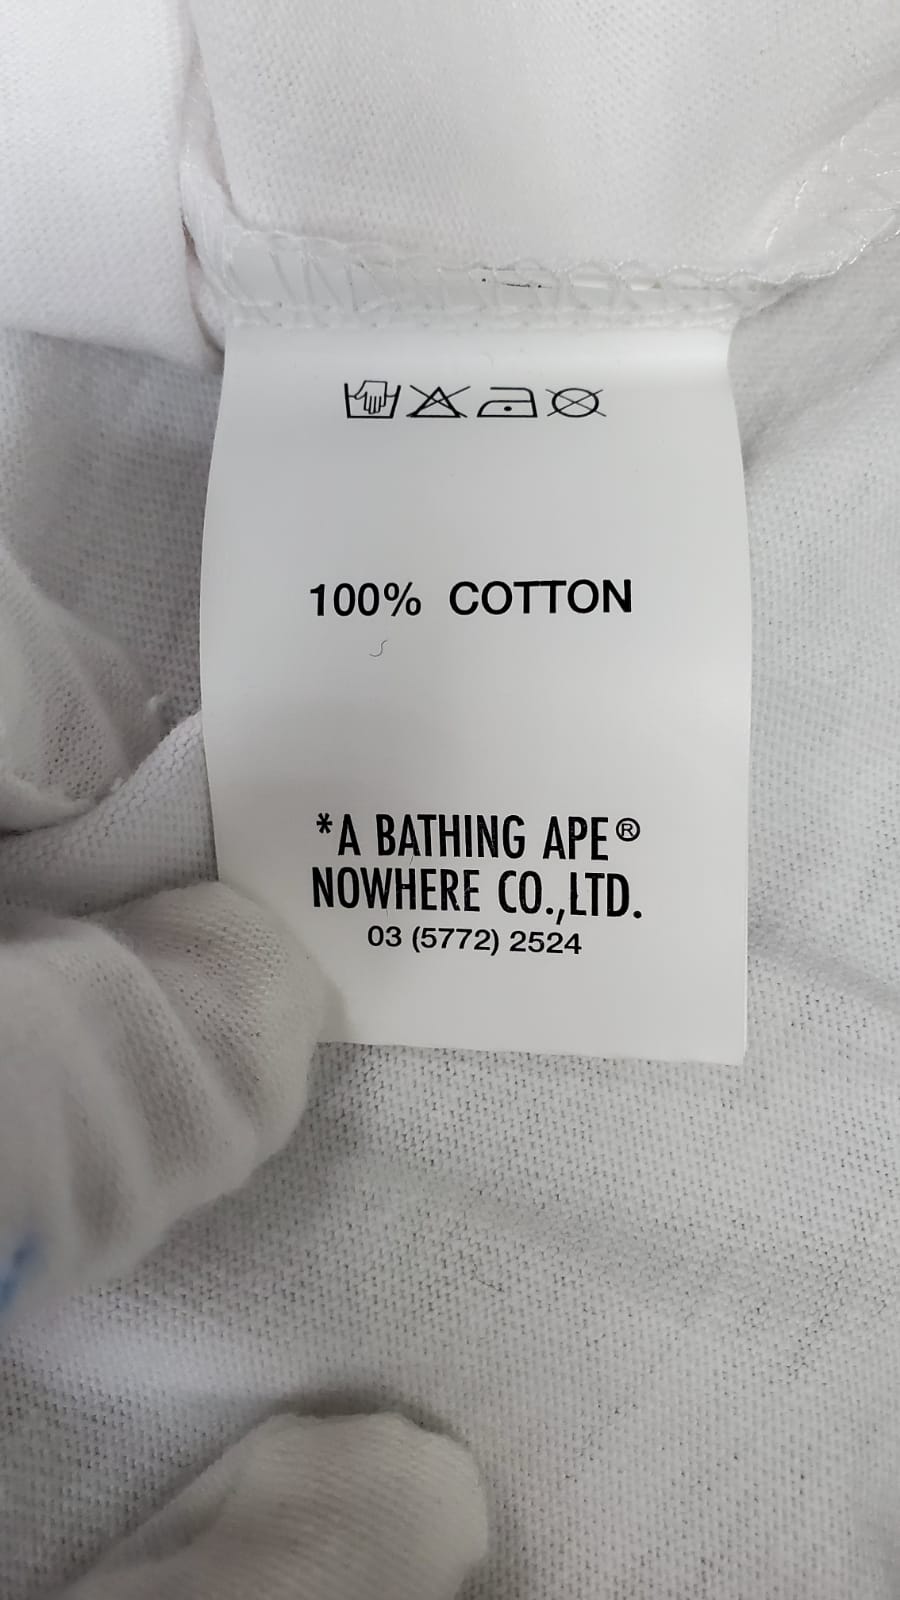 100% COTTON
*A BATHING APE®
NOWHERE CO.,LTD.
03 (5772) 2524